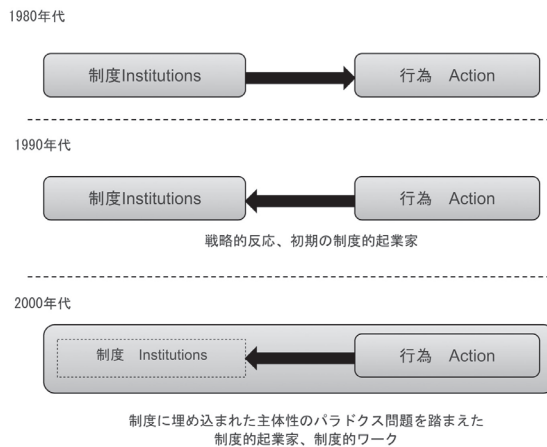 1980年代
制度Institutions
行為　Action
1990年代
制度Institutions
行為　Action
戦略的反応、初期の制度的起業家
2000年代
制度　Institutions
行為　Action
制度に埋め込まれた主体性のパラドクス問題を踏まえた
制度的起業家、制度的ワーク